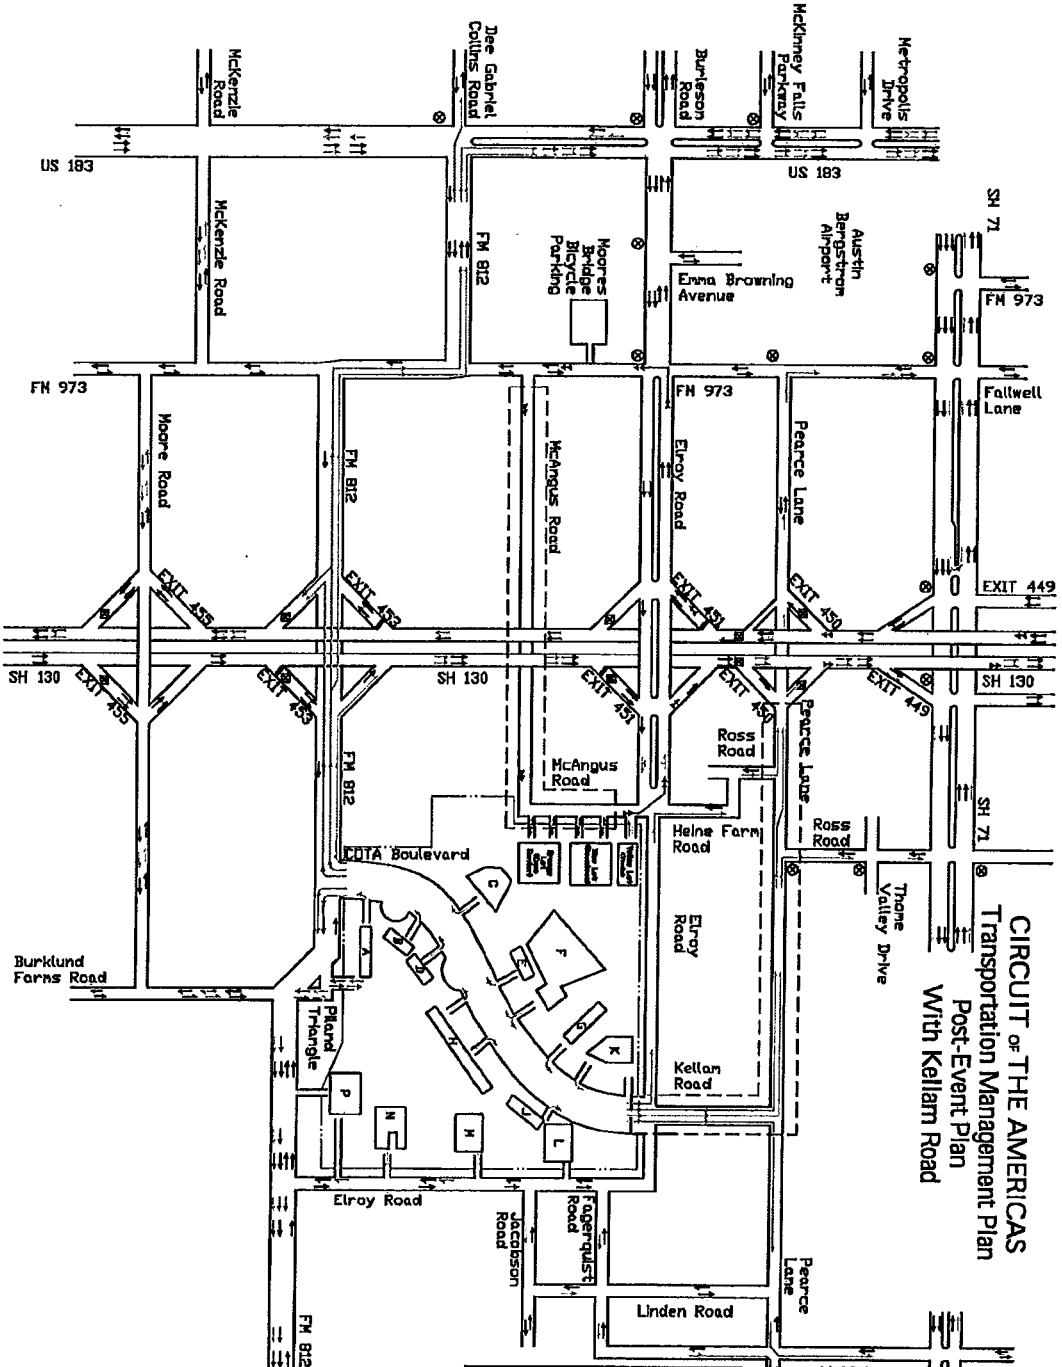 CIRCUIT OF THE AMERICAS
Transportation Management Plan
Post-Event Plan
With Kellam Road
McKenzie
Road
Dee Gabriel
Collins Road
Burleson
Road
McKinney Falls
Parkway
Metropolis
Drive
US 183
US 183
SH 71
McKenzie Road
FM 812
Moores
Bridge
Bicycle
Parking
Austin
Bergstrom
Airport
Emma Browning
Avenue
FM 973
FM 973
FM 973
Fallwell
Lane
Moore Road
FM 812
McAngus Road
Elroy Road
Pearce Lane
EXIT 455
EXIT 453
EXIT 451
EXIT 450
EXIT 449
SH 130
SH 130
SH 130
EXIT 455
EXIT 453
EXIT 451
EXIT 450
EXIT 449
FM 812
McAngus
Road
Ross
Road
Pearce Lane
SH 71
COTA Boulevard
Heine Farm
Road
Ross
Road
Thome
Valley Drive
C
A
B
D
E
F
G
H
K
J
L
M
N
P
Elroy
Road
Burklund
Farms Road
Piland
Triangle
Kellam
Road
Elroy Road
Jacobson
Road
Fagerquist
Road
Linden Road
Pearce
Lane
FM 812